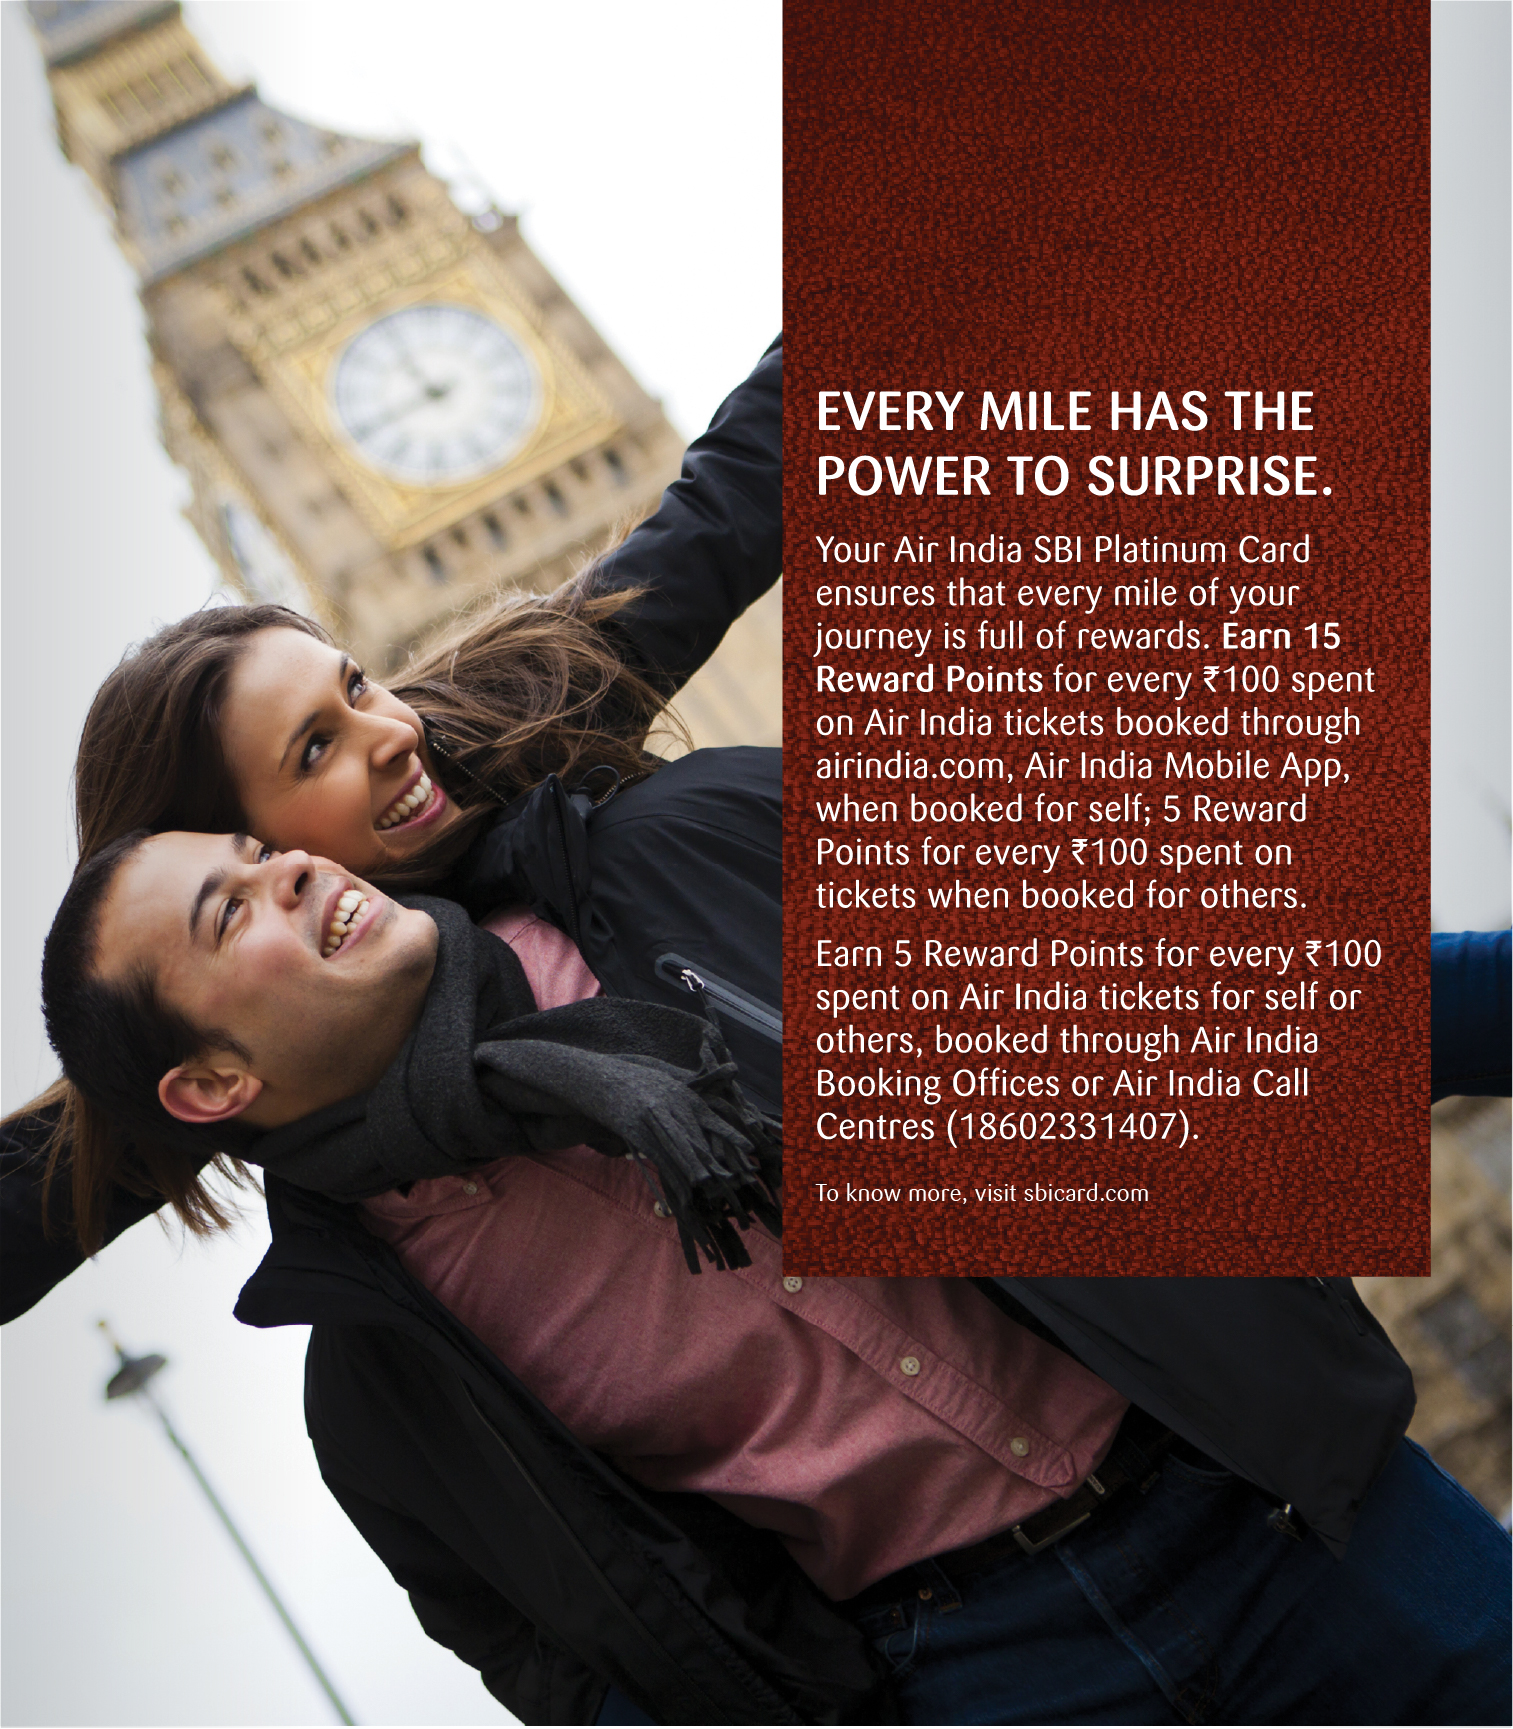 EVERY MILE HAS THE
POWER TO SURPRISE.
Your Air India SBI Platinum Card
ensures that every mile of your
journey is full of rewards. Earn 15
Reward Points for every ₹100 spent
on Air India tickets booked through
airindia.com, Air India Mobile App,
when booked for self; 5 Reward
Points for every ₹100 spent on
tickets when booked for others.
Earn 5 Reward Points for every ₹100
spent on Air India tickets for self or
others, booked through Air India
Booking Offices or Air India Call
Centres (18602331407).
To know more, visit sbicard.com